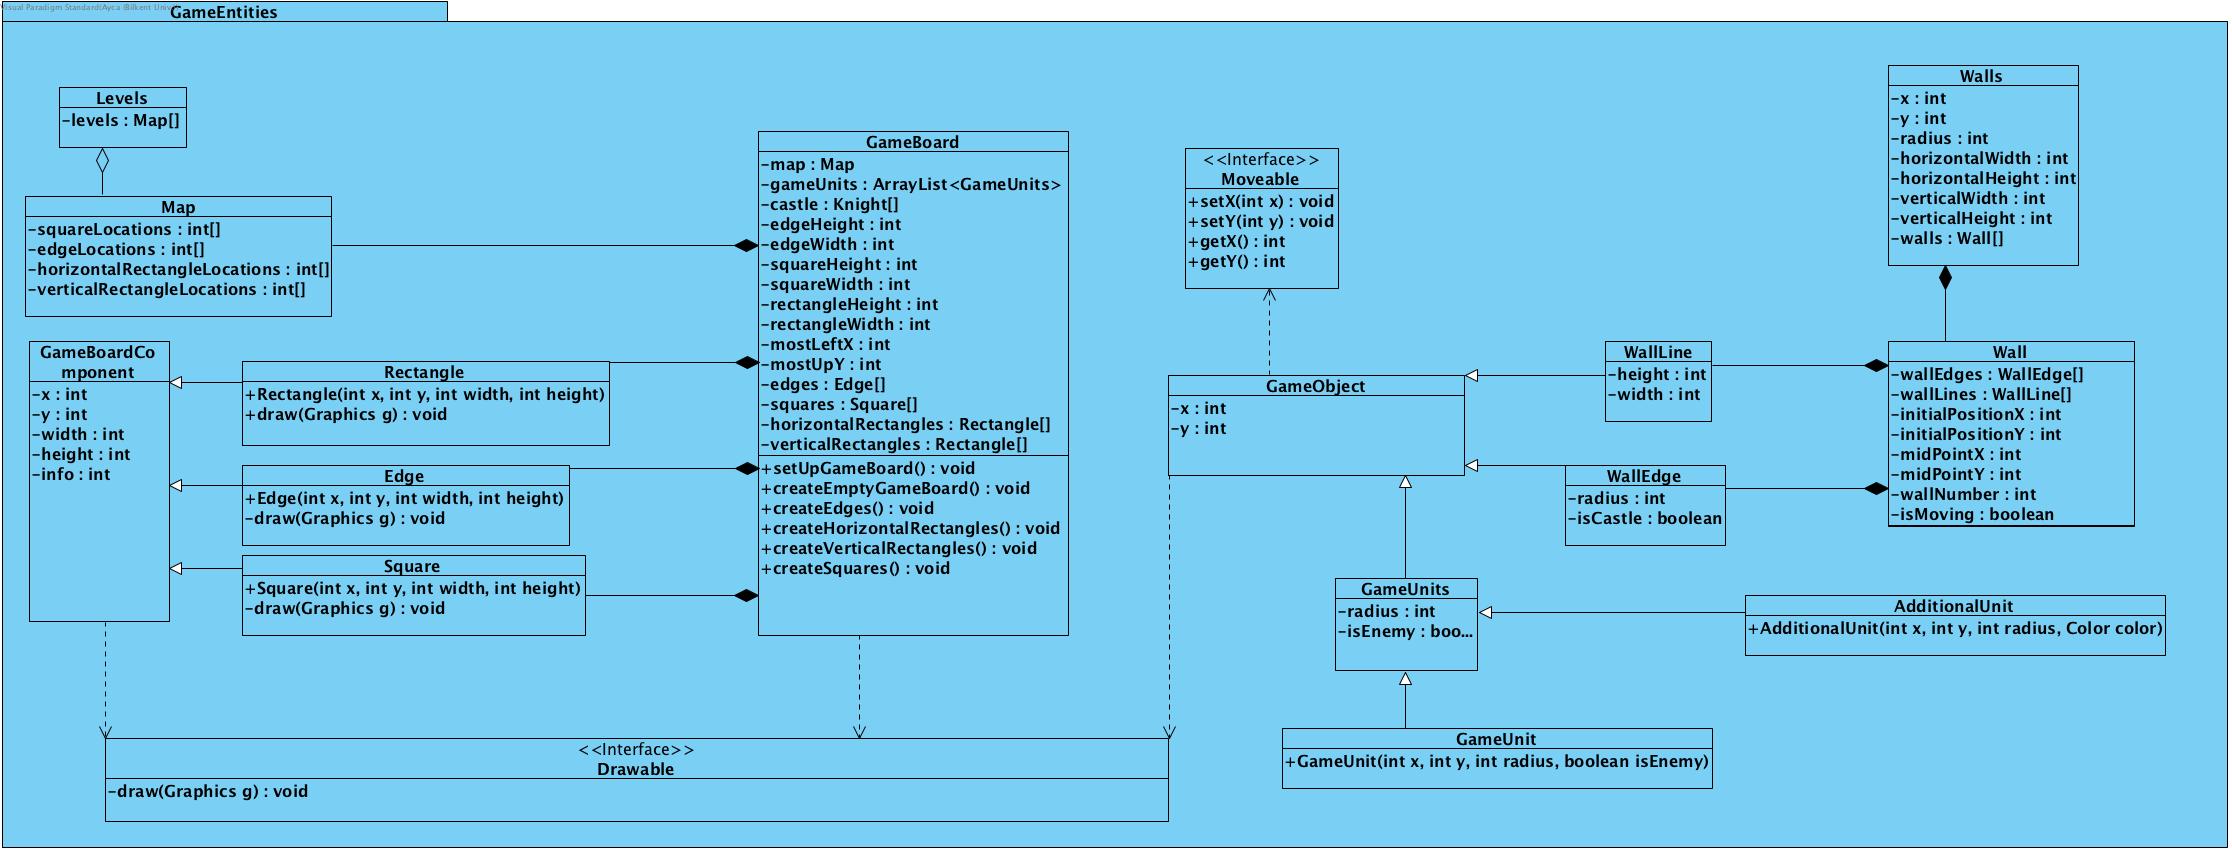 Visual Paradigm Standard(Ayca (Bilkent Univ.))
GameEntities
Levels
-levels : Map[]
Map
-squareLocations : int[]
-edgeLocations : int[]
-horizontalRectangleLocations : int[]
-verticalRectangleLocations : int[]
GameBoardCo
mponent
-x : int
-y : int
-width : int
-height : int
-info : int
Rectangle
+Rectangle(int x, int y, int width, int height)
+draw(Graphics g) : void
Edge
+Edge(int x, int y, int width, int height)
-draw(Graphics g) : void
Square
+Square(int x, int y, int width, int height)
-draw(Graphics g) : void
GameBoard
-map : Map
-gameUnits : ArrayList<GameUnits>
-castle : Knight[]
-edgeHeight : int
-edgeWidth : int
-squareHeight : int
-squareWidth : int
-rectangleHeight : int
-rectangleWidth : int
-mostLeftX : int
-mostUpY : int
-edges : Edge[]
-squares : Square[]
-horizontalRectangles : Rectangle[]
-verticalRectangles : Rectangle[]
+setUpGameBoard() : void
+createEmptyGameBoard() : void
+createEdges() : void
+createHorizontalRectangles() : void
+createVerticalRectangles() : void
+createSquares() : void
<<Interface>>
Drawable
-draw(Graphics g) : void
<<Interface>>
Moveable
+setX(int x) : void
+setY(int y) : void
+getX() : int
+getY() : int
GameObject
-x : int
-y : int
WallLine
-height : int
-width : int
WallEdge
-radius : int
-isCastle : boolean
Walls
-x : int
-y : int
-radius : int
-horizontalWidth : int
-horizontalHeight : int
-verticalWidth : int
-verticalHeight : int
-walls : Wall[]
Wall
-wallEdges : WallEdge[]
-wallLines : WallLine[]
-initialPositionX : int
-initialPositionY : int
-midPointX : int
-midPointY : int
-wallNumber : int
-isMoving : boolean
GameUnits
-radius : int
-isEnemy : boo...
AdditionalUnit
+AdditionalUnit(int x, int y, int radius, Color color)
GameUnit
+GameUnit(int x, int y, int radius, boolean isEnemy)